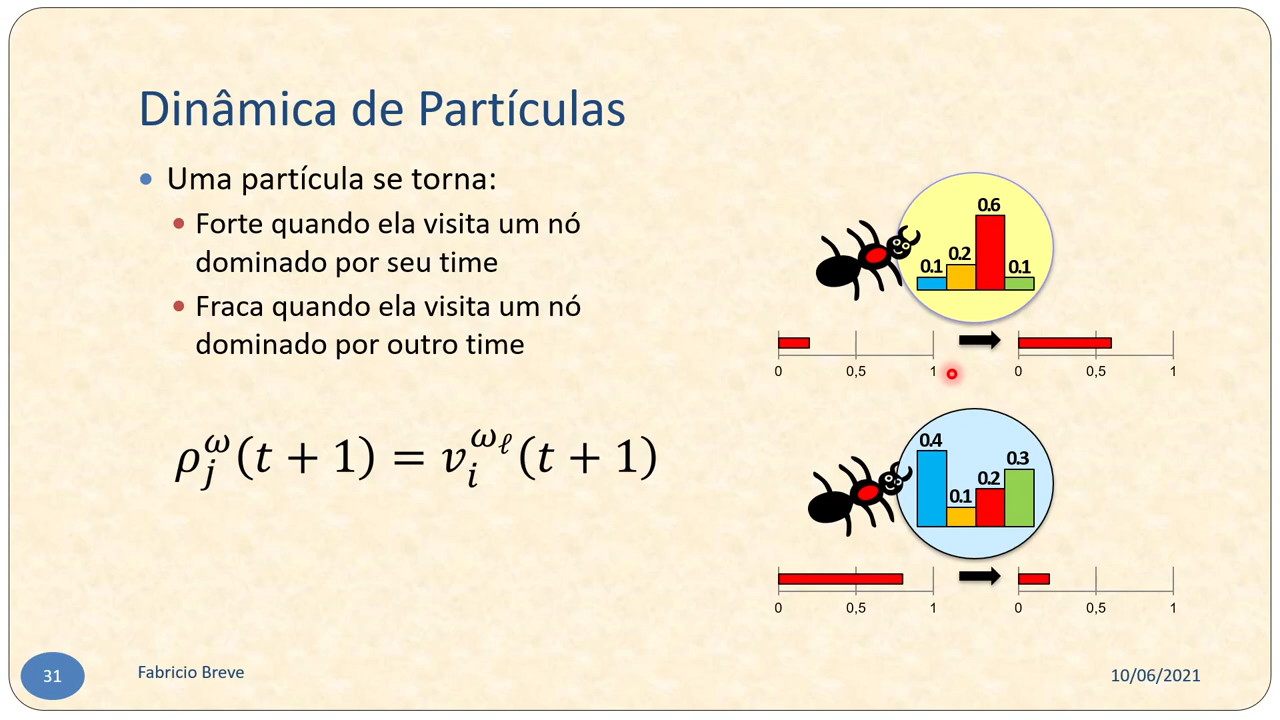 Dinâmica de Partículas
Uma partícula se torna:
Forte quando ela visita um nó
dominado por seu time
Fraca quando ela visita um nó
dominado por outro time
ρ_j^ω(t + 1) = v_i^{ω_ℓ}(t + 1)
0.1 0.2 0.6 0.1
0 0,5 1 0 0,5 1
0.4 0.1 0.2 0.3
0 0,5 1 0 0,5 1
31 Fabricio Breve 10/06/2021